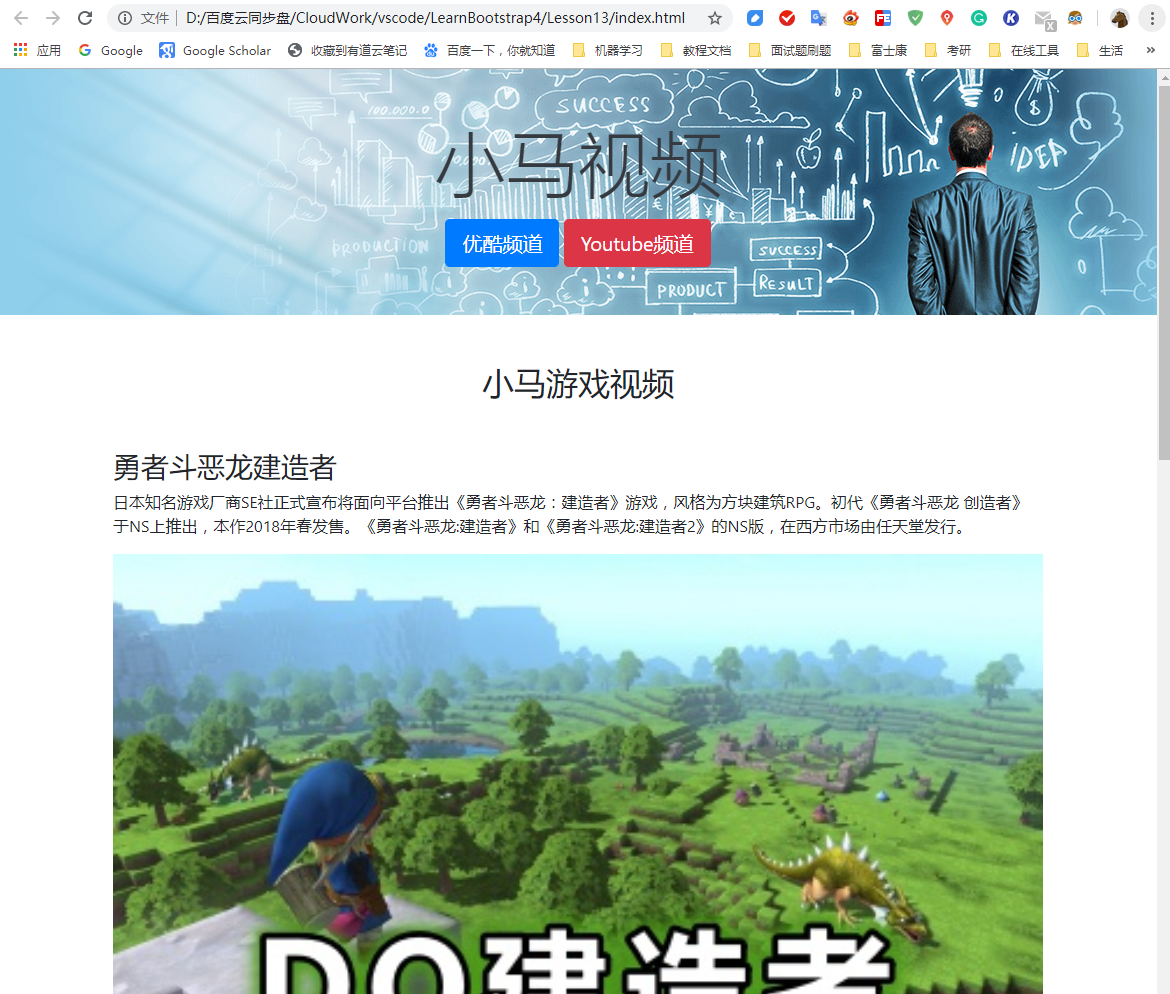 文件 D:/百度云同步盘/CloudWork/vscode/LearnBootstrap4/Lesson13/index.html
应用 Google Google Scholar 收藏到有道云笔记 百度一下，你就知道 机器学习 教程文档 面试题刷题 富士康 考研 在线工具 生活 »
100,000.0
SUCCESS
小马视频
IDEA
优酷频道 Youtube频道
PRODUCTION
SUCCESS
PRODUCT
RESULT
小马游戏视频
勇者斗恶龙建造者
日本知名游戏厂商SE社正式宣布将面向平台推出《勇者斗恶龙：建造者》游戏，风格为方块建筑RPG。初代《勇者斗恶龙 创造者》
于NS上推出，本作2018年春发售。《勇者斗恶龙:建造者》和《勇者斗恶龙:建造者2》的NS版，在西方市场由任天堂发行。
DQ建造者